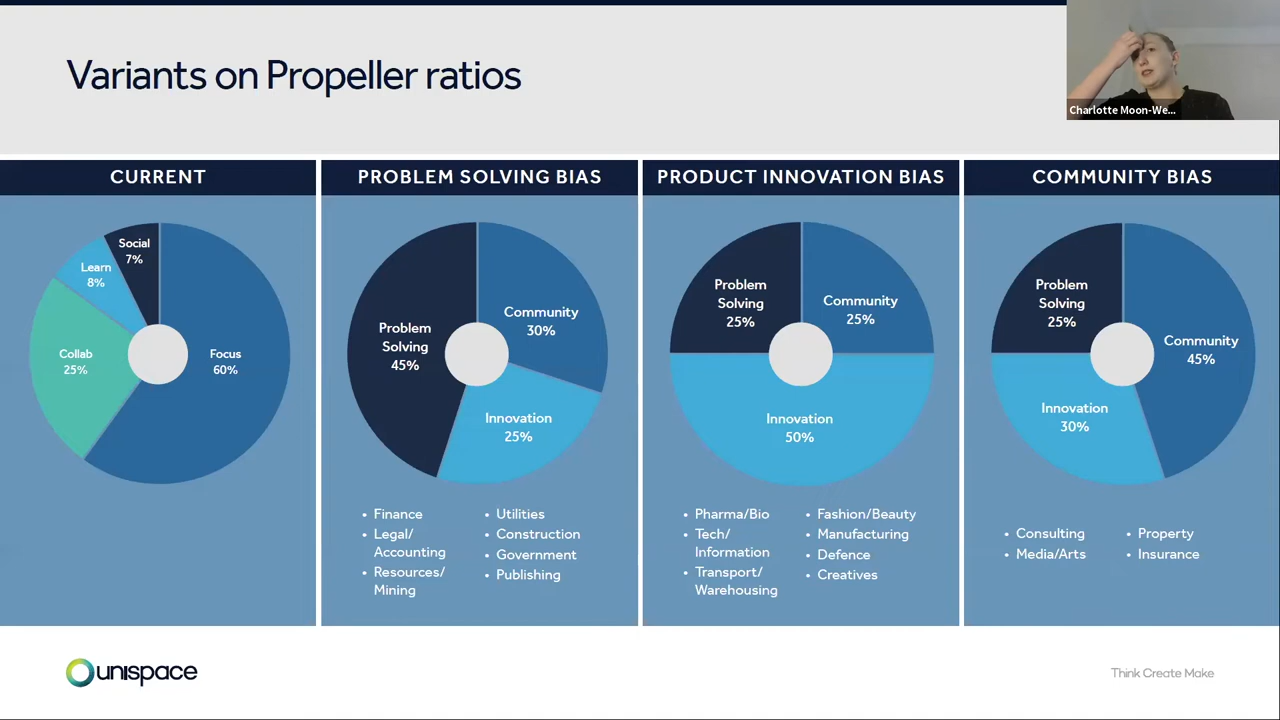 Variants on Propeller ratios
Charlotte Moon-We...
CURRENT
Social
7%
Learn
8%
Collab
25%
Focus
60%
PROBLEM SOLVING BIAS
Problem
Solving
45%
Community
30%
Innovation
25%
• Finance
• Legal/
Accounting
• Resources/
Mining
• Utilities
• Construction
• Government
• Publishing
PRODUCT INNOVATION BIAS
Problem
Solving
25%
Community
25%
Innovation
50%
• Pharma/Bio
• Tech/
Information
• Transport/
Warehousing
• Fashion/Beauty
• Manufacturing
• Defence
• Creatives
COMMUNITY BIAS
Problem
Solving
25%
Community
45%
Innovation
30%
• Consulting
• Media/Arts
• Property
• Insurance
unispace
Think Create Make